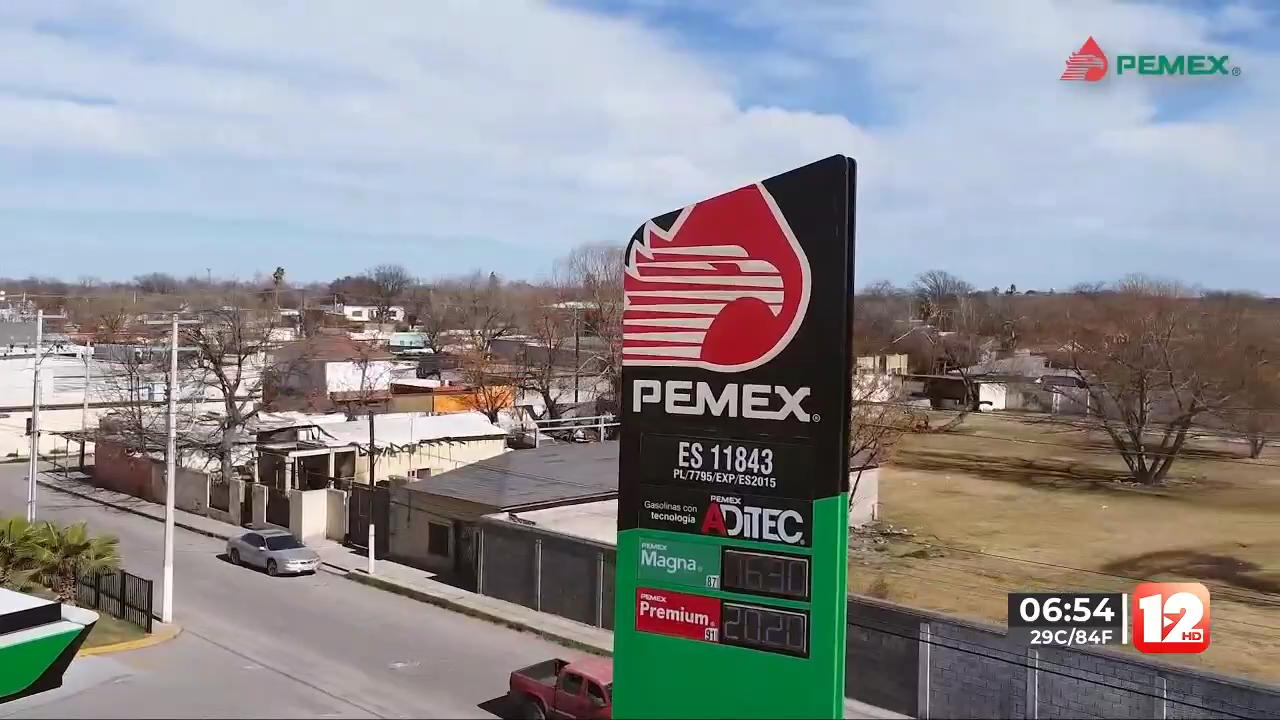 PEMEX®
PEMEX®
ES 11843
PL/7795/EXP/ES2015
Gasolinas con
tecnología
PEMEX
ADITEC®
PEMEX
Magna®
87
16.30
PEMEX
Premium®
91
20.20
06:54
29C/84F
12
HD